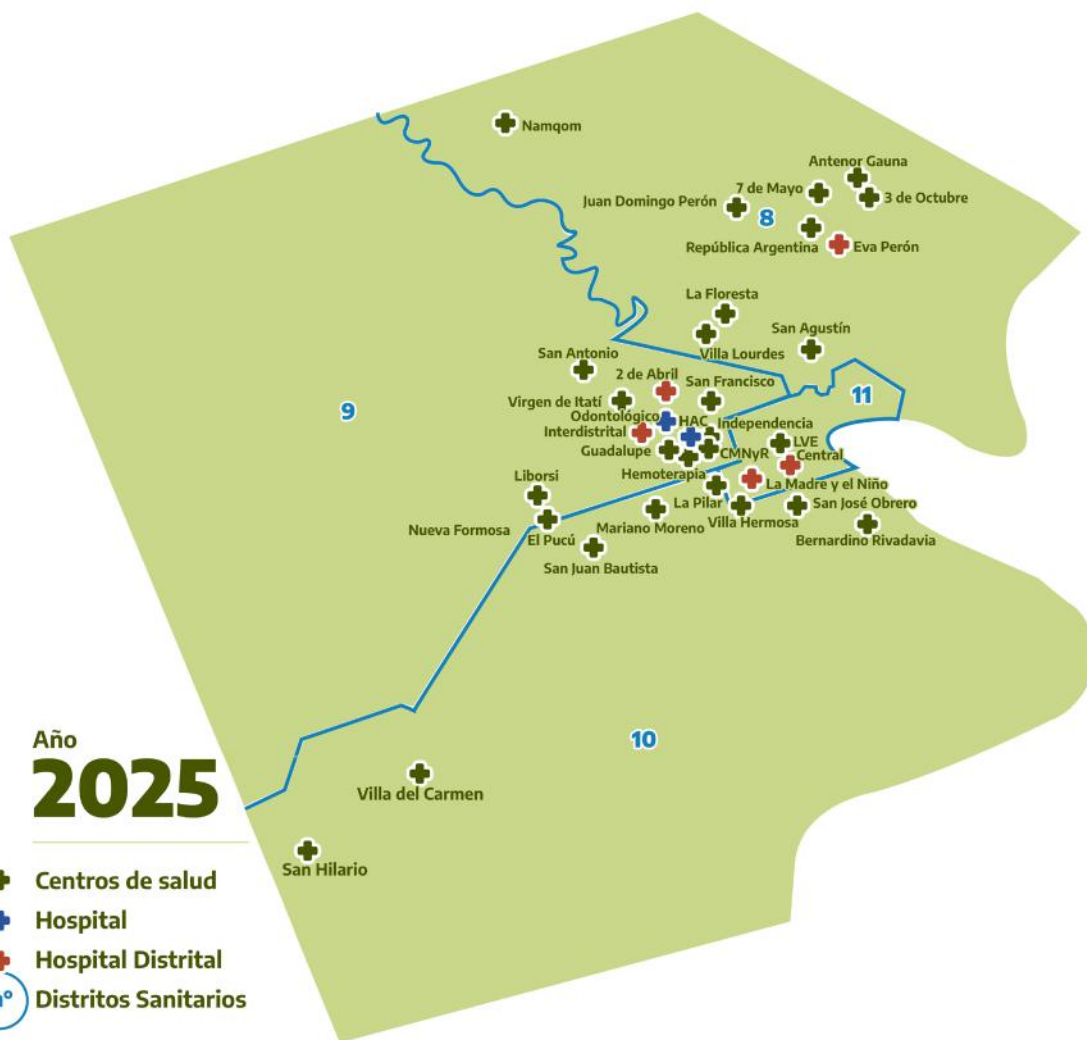 Namqom
Antenor Gauna
7 de Mayo
3 de Octubre
Juan Domingo Perón
8
República Argentina
Eva Perón
La Floresta
San Agustín
Villa Lourdes
San Antonio
2 de Abril
San Francisco
Virgen de Itatí
11
9
Odontológico
HAC
Independencia
Interdistrital
LVE
Guadalupe
CMNyR
Central
Hemoterapia
Liborsi
La Madre y el Niño
La Pilar
San José Obrero
Nueva Formosa
El Pucú
Mariano Moreno
Villa Hermosa
Bernardino Rivadavia
San Juan Bautista
10
Año
2025
Villa del Carmen
San Hilario
Centros de salud
Hospital
Hospital Distrital
n° Distritos Sanitarios